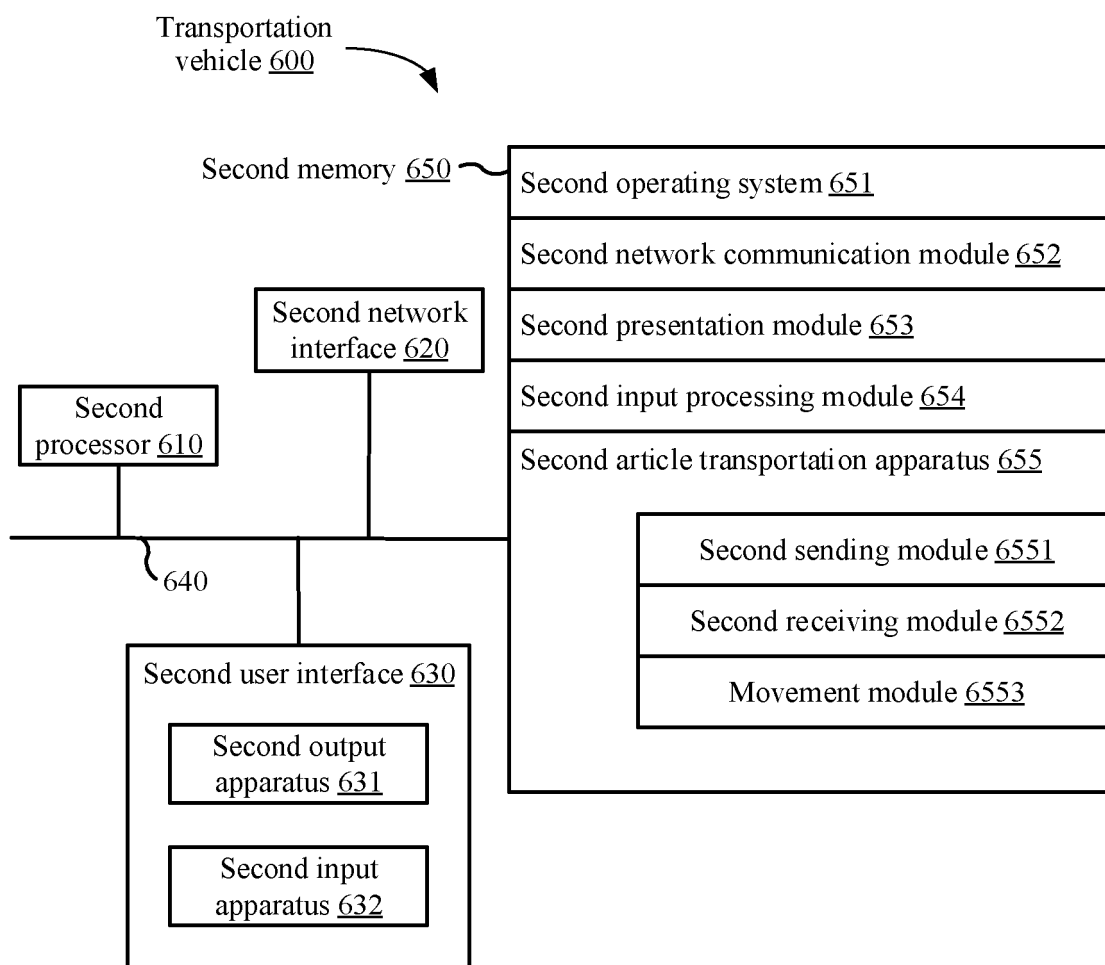 Transportation
vehicle 600
Second memory 650
Second operating system 651
Second network communication module 652
Second presentation module 653
Second input processing module 654
Second article transportation apparatus 655
Second sending module 6551
Second receiving module 6552
Movement module 6553
Second network
interface 620
Second
processor 610
640
Second user interface 630
Second output
apparatus 631
Second input
apparatus 632